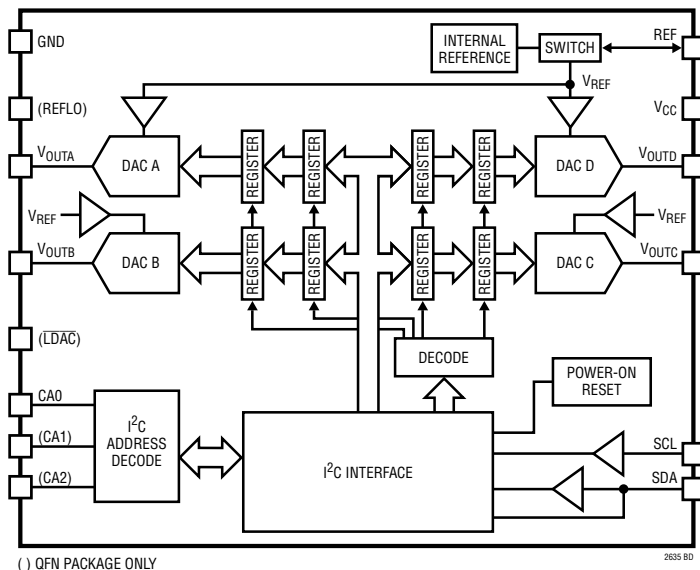 GND
INTERNAL
REFERENCE
SWITCH
REF
(REFLO)
VREF
VCC
VOUTA
DAC A
REGISTER
REGISTER
REGISTER
REGISTER
DAC D
VOUTD
VREF
VREF
VOUTB
DAC B
REGISTER
REGISTER
REGISTER
REGISTER
DAC C
VOUTC
(LDAC)
DECODE
POWER-ON
RESET
CA0
(CA1)
(CA2)
I2C
ADDRESS
DECODE
I2C INTERFACE
SCL
SDA
( ) QFN PACKAGE ONLY
2635 BD